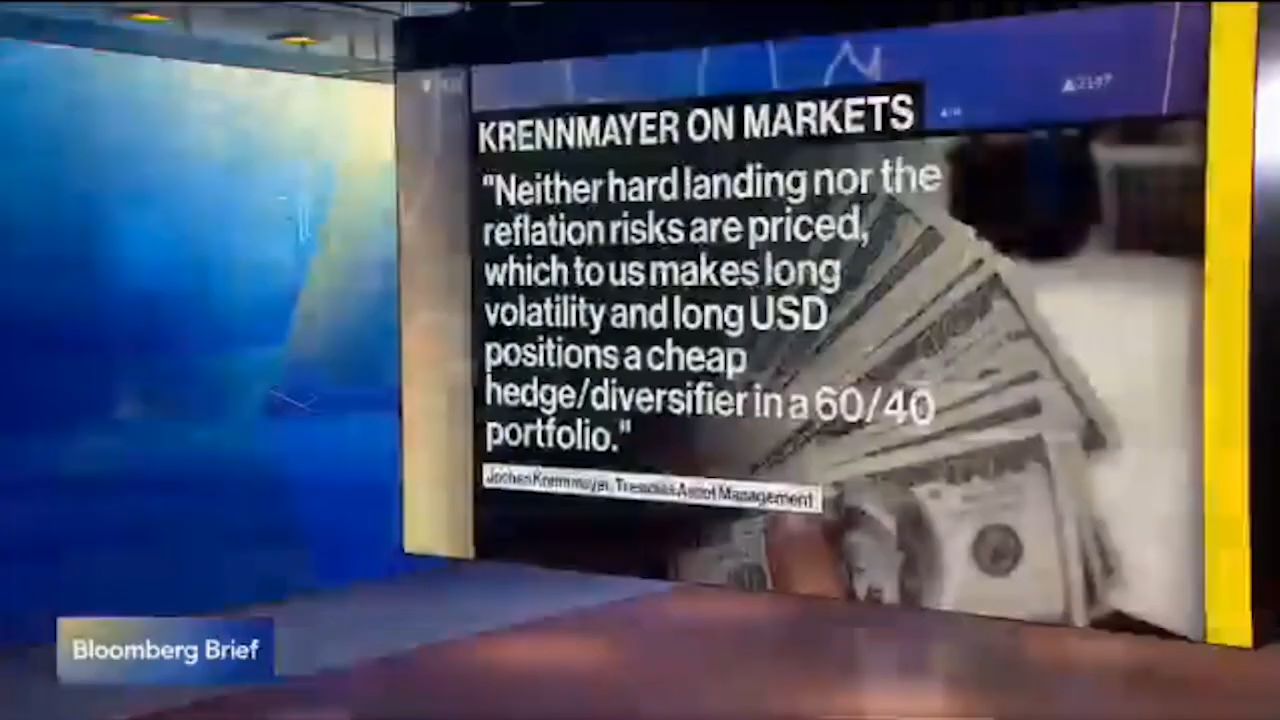 KRENNMAYER ON MARKETS
"Neither hard landing nor the
reflation risks are priced,
which to us makes long
volatility and long USD
positions a cheap
hedge/diversifier in a 60/40
portfolio."
Jochen Krennmayer, Asset Management
Bloomberg Brief